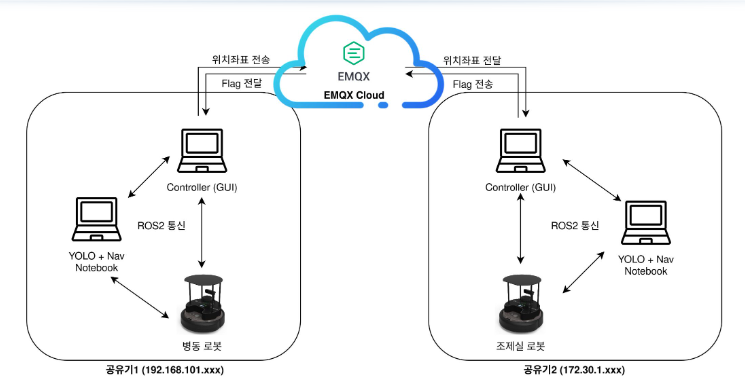 위치좌표 전송
Flag 전달
EMQX
EMQX Cloud
위치좌표 전달
Flag 전송
Controller (GUI)
ROS2 통신
YOLO + Nav
Notebook
병동 로봇
공유기1 (192.168.101.xxx)
Controller (GUI)
ROS2 통신
YOLO + Nav
Notebook
조제실 로봇
공유기2 (172.30.1.xxx)